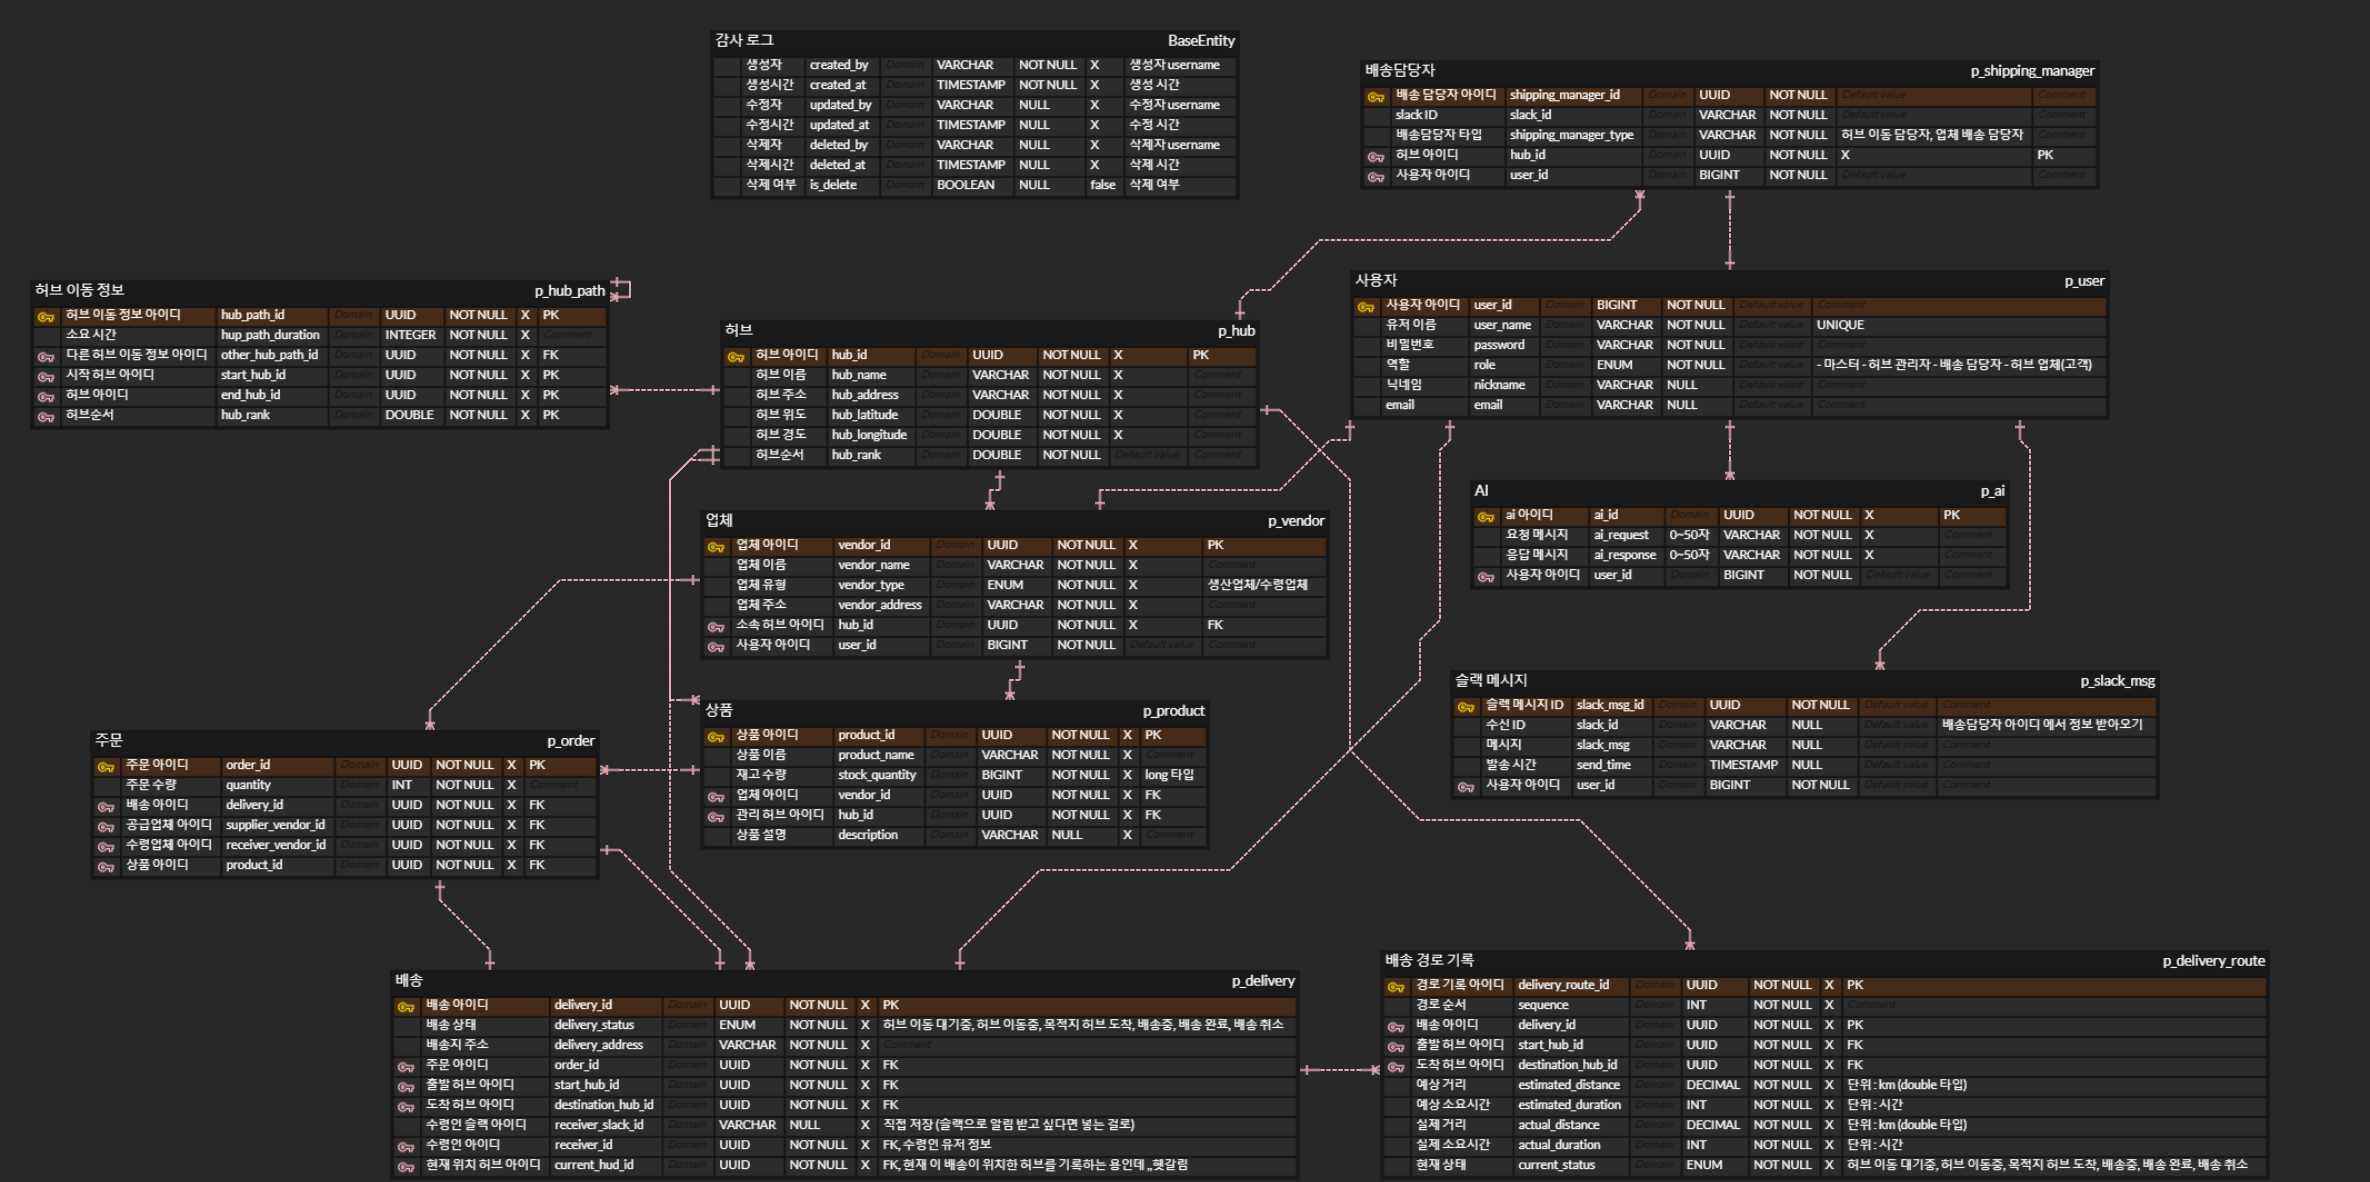 감사 로그 BaseEntity
생성자 created_by Domain VARCHAR NOT NULL X 생성자 username
생성시간 created_at Domain TIMESTAMP NOT NULL X 생성 시간
수정자 updated_by Domain VARCHAR NULL X 수정자 username
수정시간 updated_at Domain TIMESTAMP NULL X 수정 시간
삭제자 deleted_by Domain VARCHAR NULL X 삭제자 username
삭제시간 deleted_at Domain TIMESTAMP NULL X 삭제 시간
삭제 여부 is_delete Domain BOOLEAN NULL false 삭제 여부
배송담당자 p_shipping_manager
배송 담당자 아이디 shipping_manager_id Domain UUID NOT NULL Default value Comment
slack ID slack_id Domain VARCHAR NOT NULL Default value Comment
배송담당자 타입 shipping_manager_type Domain VARCHAR NOT NULL 허브 이동 담당자, 업체 배송 담당자 Comment
허브 아이디 hub_id Domain UUID NOT NULL X PK
사용자 아이디 user_id Domain BIGINT NOT NULL Default value Comment
허브 이동 정보 p_hub_path
허브 이동 정보 아이디 hub_path_id Domain UUID NOT NULL X PK
소요 시간 hup_path_duration Domain INTEGER NOT NULL X Comment
다른 허브 이동 정보 아이디 other_hub_path_id Domain UUID NOT NULL X FK
시작 허브 아이디 start_hub_id Domain UUID NOT NULL X PK
허브 아이디 end_hub_id Domain UUID NOT NULL X PK
허브순서 hub_rank Domain DOUBLE NOT NULL X PK
허브 p_hub
허브 아이디 hub_id Domain UUID NOT NULL X PK
허브 이름 hub_name Domain VARCHAR NOT NULL X Comment
허브 주소 hub_address Domain VARCHAR NOT NULL X Comment
허브 위도 hub_latitude Domain DOUBLE NOT NULL X Comment
허브 경도 hub_longitude Domain DOUBLE NOT NULL X Comment
허브순서 hub_rank Domain DOUBLE NOT NULL Default value Comment
사용자 p_user
사용자 아이디 user_id Domain BIGINT NOT NULL Default value Comment
유저 이름 user_name Domain VARCHAR NOT NULL Default value UNIQUE
비밀번호 password Domain VARCHAR NOT NULL Default value Comment
역할 role Domain ENUM NOT NULL Default value - 마스터 - 허브 관리자 - 배송 담당자 - 허브 업체(고객)
닉네임 nickname Domain VARCHAR NULL Default value Comment
email email Domain VARCHAR NULL Default value Comment
업체 p_vendor
업체 아이디 vendor_id Domain UUID NOT NULL X PK
업체 이름 vendor_name Domain VARCHAR NOT NULL X Comment
업체 유형 vendor_type Domain ENUM NOT NULL X 생산업체/수령업체
업체 주소 vendor_address Domain VARCHAR NOT NULL X Comment
소속 허브 아이디 hub_id Domain UUID NOT NULL X FK
사용자 아이디 user_id Domain BIGINT NOT NULL Default value Comment
AI p_ai
ai 아이디 ai_id Domain UUID NOT NULL X PK
요청 메시지 ai_request 0~50자 VARCHAR NOT NULL X Comment
응답 메시지 ai_response 0~50자 VARCHAR NOT NULL X Comment
사용자 아이디 user_id Domain BIGINT NOT NULL Default value Comment
슬랙 메시지 p_slack_msg
슬랙 메시지 ID slack_msg_id Domain UUID NOT NULL Default value Comment
수신 ID slack_id Domain VARCHAR NULL Default value 배송담당자 아이디 에서 정보 받아오기
메시지 slack_msg Domain VARCHAR NULL Default value Comment
발송 시간 send_time Domain TIMESTAMP NULL Default value Comment
사용자 아이디 user_id Domain BIGINT NOT NULL Default value Comment
상품 p_product
상품 아이디 product_id Domain UUID NOT NULL X PK
상품 이름 product_name Domain VARCHAR NOT NULL X Comment
재고 수량 stock_quantity Domain BIGINT NOT NULL X long 타입
업체 아이디 vendor_id Domain UUID NOT NULL X FK
관리 허브 아이디 hub_id Domain UUID NOT NULL X FK
상품 설명 description Domain VARCHAR NULL X Comment
주문 p_order
주문 아이디 order_id Domain UUID NOT NULL X PK
주문 수량 quantity Domain INT NOT NULL X Comment
배송 아이디 delivery_id Domain UUID NOT NULL X FK
공급업체 아이디 supplier_vendor_id Domain UUID NOT NULL X FK
수령업체 아이디 receiver_vendor_id Domain UUID NOT NULL X FK
상품 아이디 product_id Domain UUID NOT NULL X FK
배송 p_delivery
배송 아이디 delivery_id Domain UUID NOT NULL X PK
배송 상태 delivery_status Domain ENUM NOT NULL X 허브 이동 대기중, 허브 이동중, 목적지 허브 도착, 배송중, 배송 완료, 배송 취소
배송지 주소 delivery_address Domain VARCHAR NOT NULL X Comment
주문 아이디 order_id Domain UUID NOT NULL X FK
출발 허브 아이디 start_hub_id Domain UUID NOT NULL X FK
도착 허브 아이디 destination_hub_id Domain UUID NOT NULL X FK
수령인 슬랙 아이디 receiver_slack_id Domain VARCHAR NULL X 직접 저장 (슬랙으로 알림 받고 싶다면 넣는 걸로)
수령인 아이디 receiver_id Domain UUID NOT NULL X FK, 수령인 유저 정보
현재 위치 허브 아이디 current_hud_id Domain UUID NOT NULL X FK, 현재 이 배송이 위치한 허브를 기록하는 용인데 ,,헷갈림
배송 경로 기록 p_delivery_route
경로 기록 아이디 delivery_route_id Domain UUID NOT NULL X PK
경로 순서 sequence Domain INT NOT NULL X Comment
배송 아이디 delivery_id Domain UUID NOT NULL X PK
출발 허브 아이디 start_hub_id Domain UUID NOT NULL X FK
도착 허브 아이디 destination_hub_id Domain UUID NOT NULL X FK
예상 거리 estimated_distance Domain DECIMAL NOT NULL X 단위 : km (double 타입)
예상 소요시간 estimated_duration Domain INT NOT NULL X 단위 : 시간
실제 거리 actual_distance Domain DECIMAL NOT NULL X 단위 : km (double 타입)
실제 소요시간 actual_duration Domain INT NOT NULL X 단위 : 시간
현재 상태 current_status Domain ENUM NOT NULL X 허브 이동 대기중, 허브 이동중, 목적지 허브 도착, 배송중, 배송 완료, 배송 취소